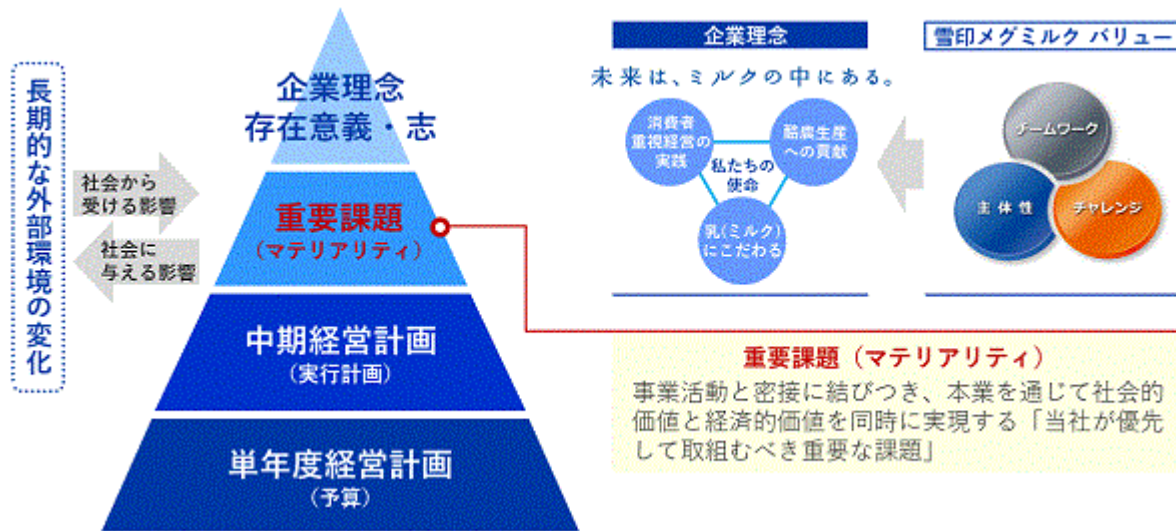 長期的な外部環境の変化
社会から
受ける影響
社会に
与える影響
企業理念
存在意義・志
重要課題
（マテリアリティ）
中期経営計画
（実行計画）
単年度経営計画
（予算）
企業理念
未来は、ミルクの中にある。
消費者
重視経営の
実践
酪農生産
への貢献
私たちの
使命
乳（ミルク）
にこだわる
雪印メグミルク バリュー
チームワーク
主体性
チャレンジ
重要課題（マテリアリティ）
事業活動と密接に結びつき、本業を通じて社会的
価値と経済的価値を同時に実現する「当社が優先
して取組むべき重要な課題」